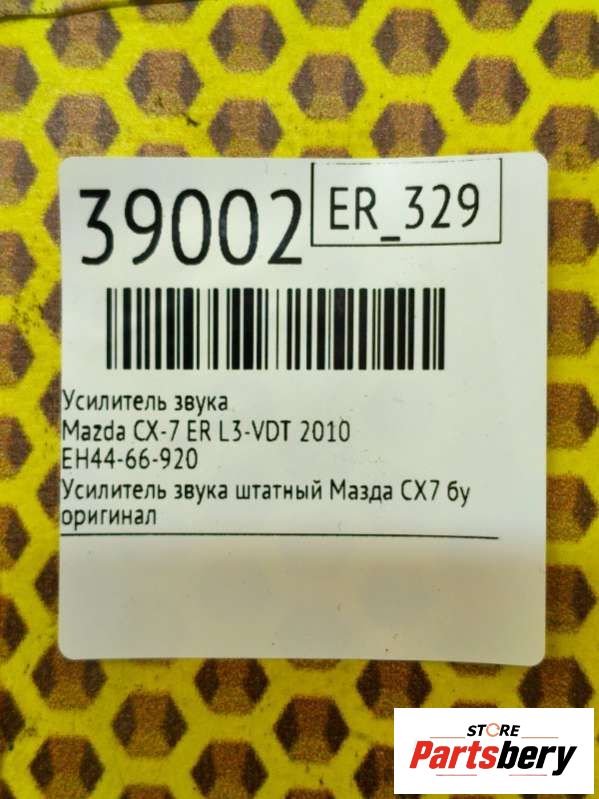 39002
ER_329
Усилитель звука
Mazda CX-7 ER L3-VDT 2010
EH44-66-920
Усилитель звука штатный Мазда CX7 бу
оригинал
STORE
Partsbery